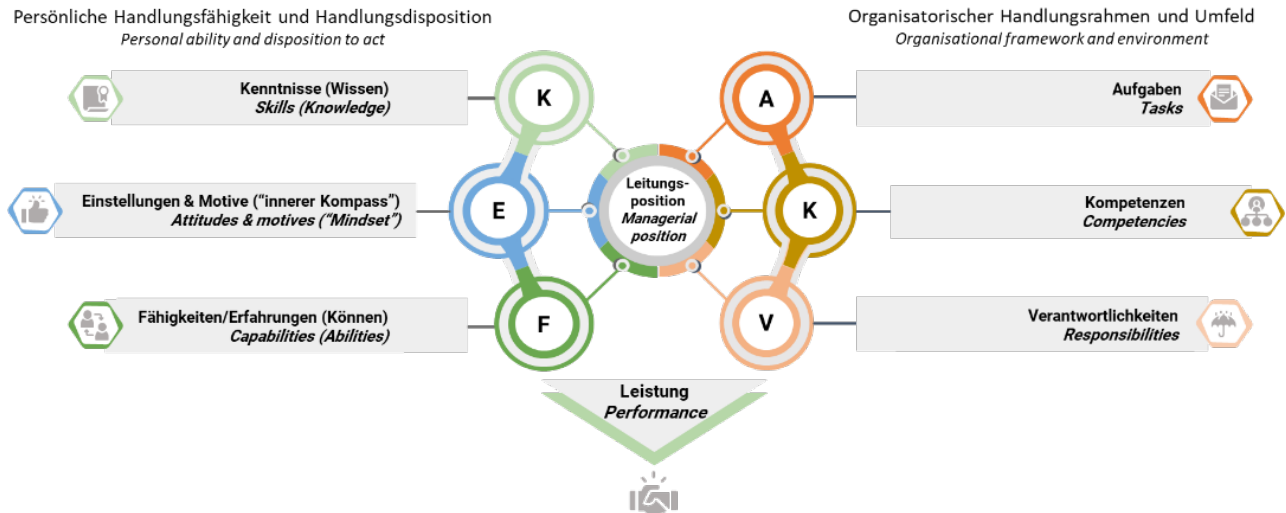 Persönliche Handlungsfähigkeit und Handlungsdisposition
Personal ability and disposition to act
Organisatorischer Handlungsrahmen und Umfeld
Organisational framework and environment
Kenntnisse (Wissen)
Skills (Knowledge)
K
A
Aufgaben
Tasks
Einstellungen & Motive (“innerer Kompass”)
Attitudes & motives (“Mindset”)
E
Leitungs-
position
Managerial
position
K
Kompetenzen
Competencies
Fähigkeiten/Erfahrungen (Können)
Capabilities (Abilities)
F
V
Verantwortlichkeiten
Responsibilities
Leistung
Performance